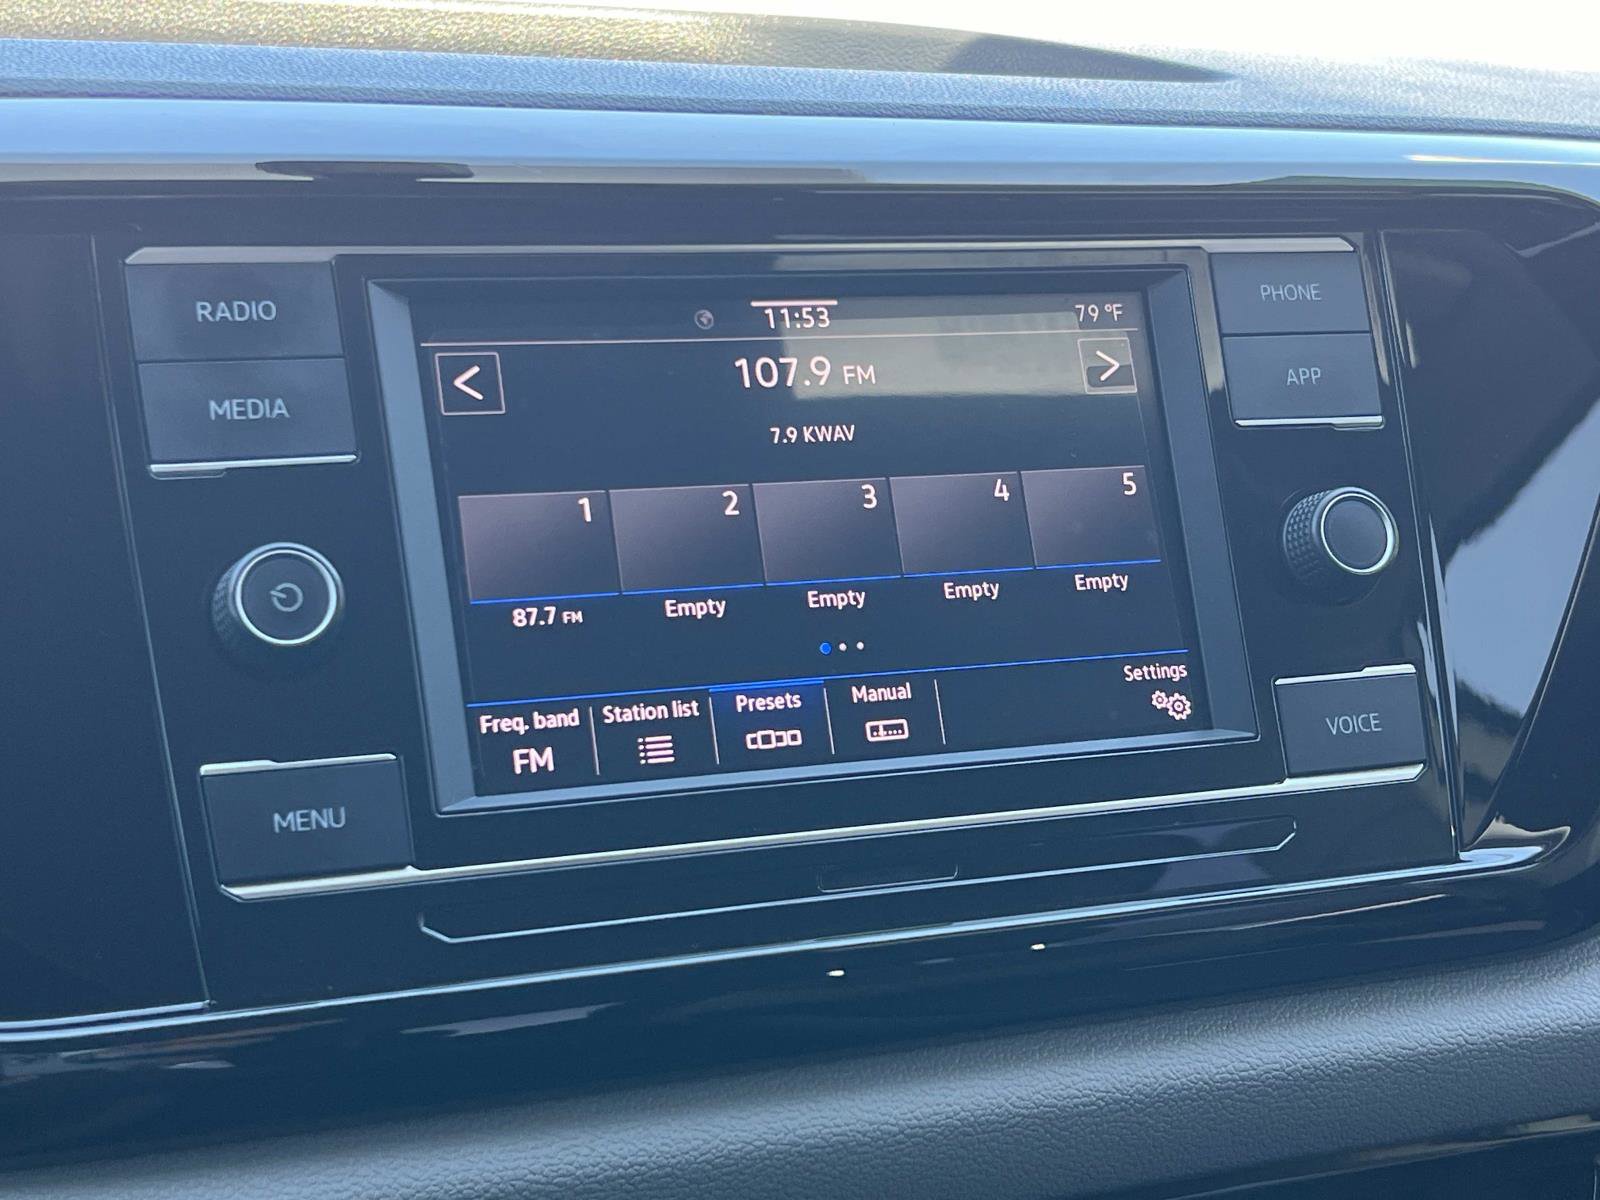 RADIO
MEDIA
MENU
11:53
79 °F
<
107.9 FM
>
7.9 KWAV
1
2
3
4
5
87.7 FM
Empty
Empty
Empty
Empty
Freq. band
FM
Station list
Presets
Manual
Settings
PHONE
APP
VOICE